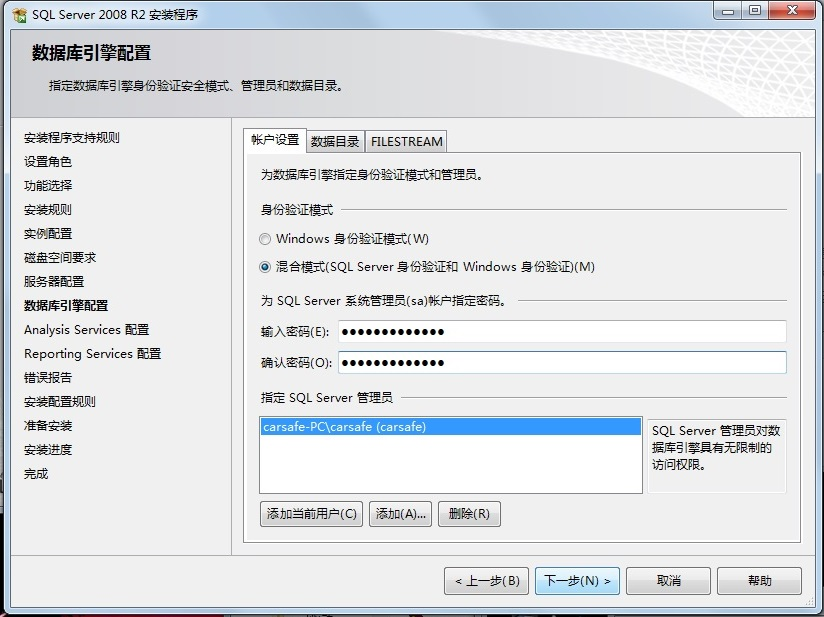 SQL Server 2008 R2 安装程序
数据库引擎配置
指定数据库引擎身份验证安全模式、管理员和数据目录。
安装程序支持规则
设置角色
功能选择
安装规则
实例配置
磁盘空间要求
服务器配置
数据库引擎配置
Analysis Services 配置
Reporting Services 配置
错误报告
安装配置规则
准备安装
安装进度
完成
帐户设置 数据目录 FILESTREAM
为数据库引擎指定身份验证模式和管理员。
身份验证模式
Windows 身份验证模式(W)
混合模式(SQL Server 身份验证和 Windows 身份验证)(M)
为 SQL Server 系统管理员(sa)帐户指定密码。
输入密码(E): ●●●●●●●●●●●●●
确认密码(O): ●●●●●●●●●●●●●
指定 SQL Server 管理员
carsafe-PC\carsafe (carsafe)
SQL Server 管理员对数
据库引擎具有无限制的
访问权限。
添加当前用户(C) 添加(A)... 删除(R)
< 上一步(B) 下一步(N) > 取消 帮助